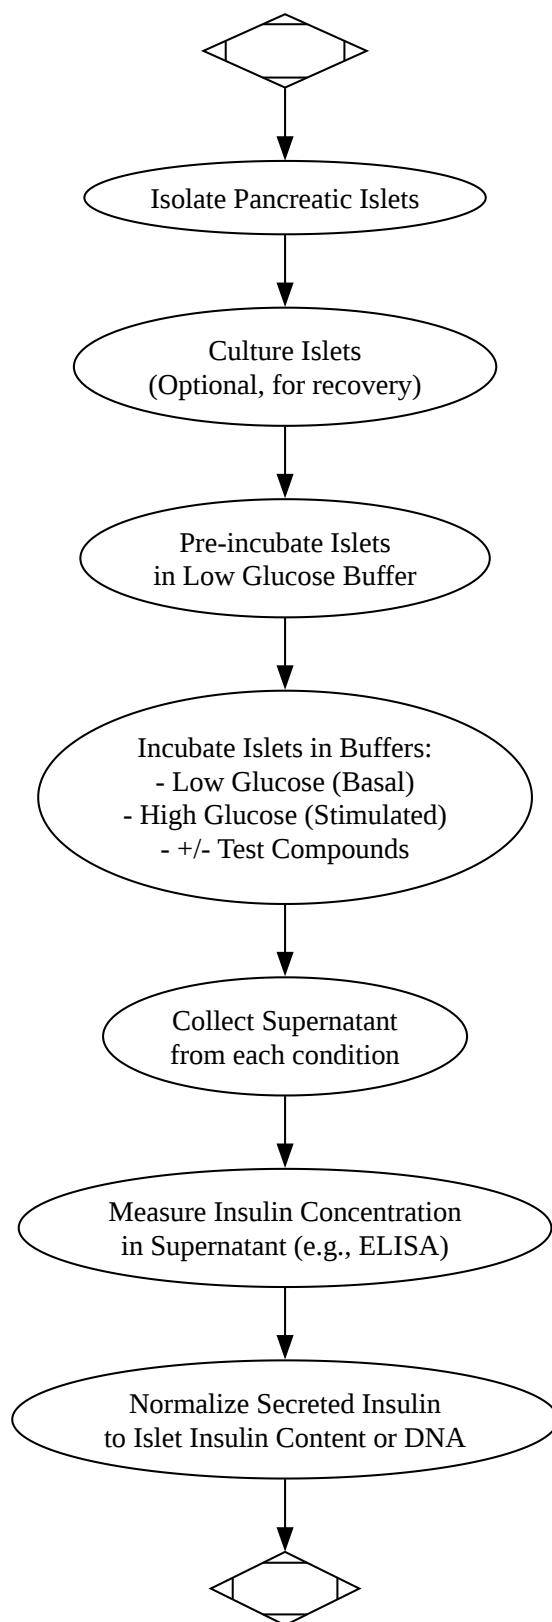 Isolate Pancreatic Islets
Culture Islets
(Optional, for recovery)
Pre-incubate Islets
in Low Glucose Buffer
Incubate Islets in Buffers:
- Low Glucose (Basal)
- High Glucose (Stimulated)
- +/- Test Compounds
Collect Supernatant
from each condition
Measure Insulin Concentration
in Supernatant (e.g., ELISA)
Normalize Secreted Insulin
to Islet Insulin Content or DNA